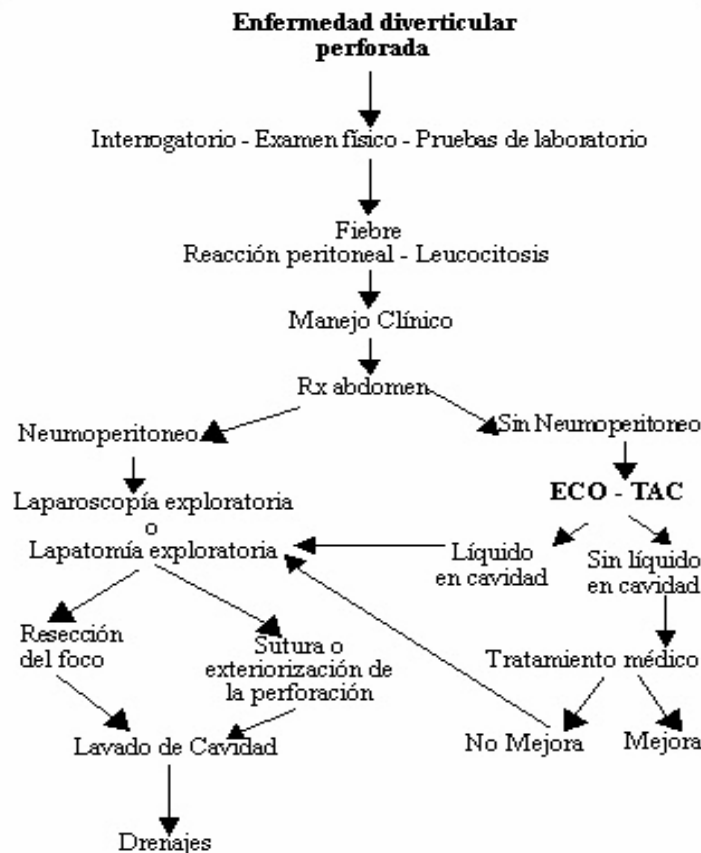 Enfermedad diverticular
perforada
Interrogatorio - Examen físico - Pruebas de laboratorio
Fiebre
Reacción peritoneal - Leucocitosis
Manejo Clínico
Rx abdomen
Neumoperitoneo
Sin Neumoperitoneo
Laparoscopía exploratoria
o
Lapatomía exploratoria
ECO - TAC
Líquido
en cavidad
Sin líquido
en cavidad
Resección
del foco
Sutura o
exteriorización de
la perforación
Tratamiento médico
Lavado de Cavidad
No Mejora
Mejora
Drenajes